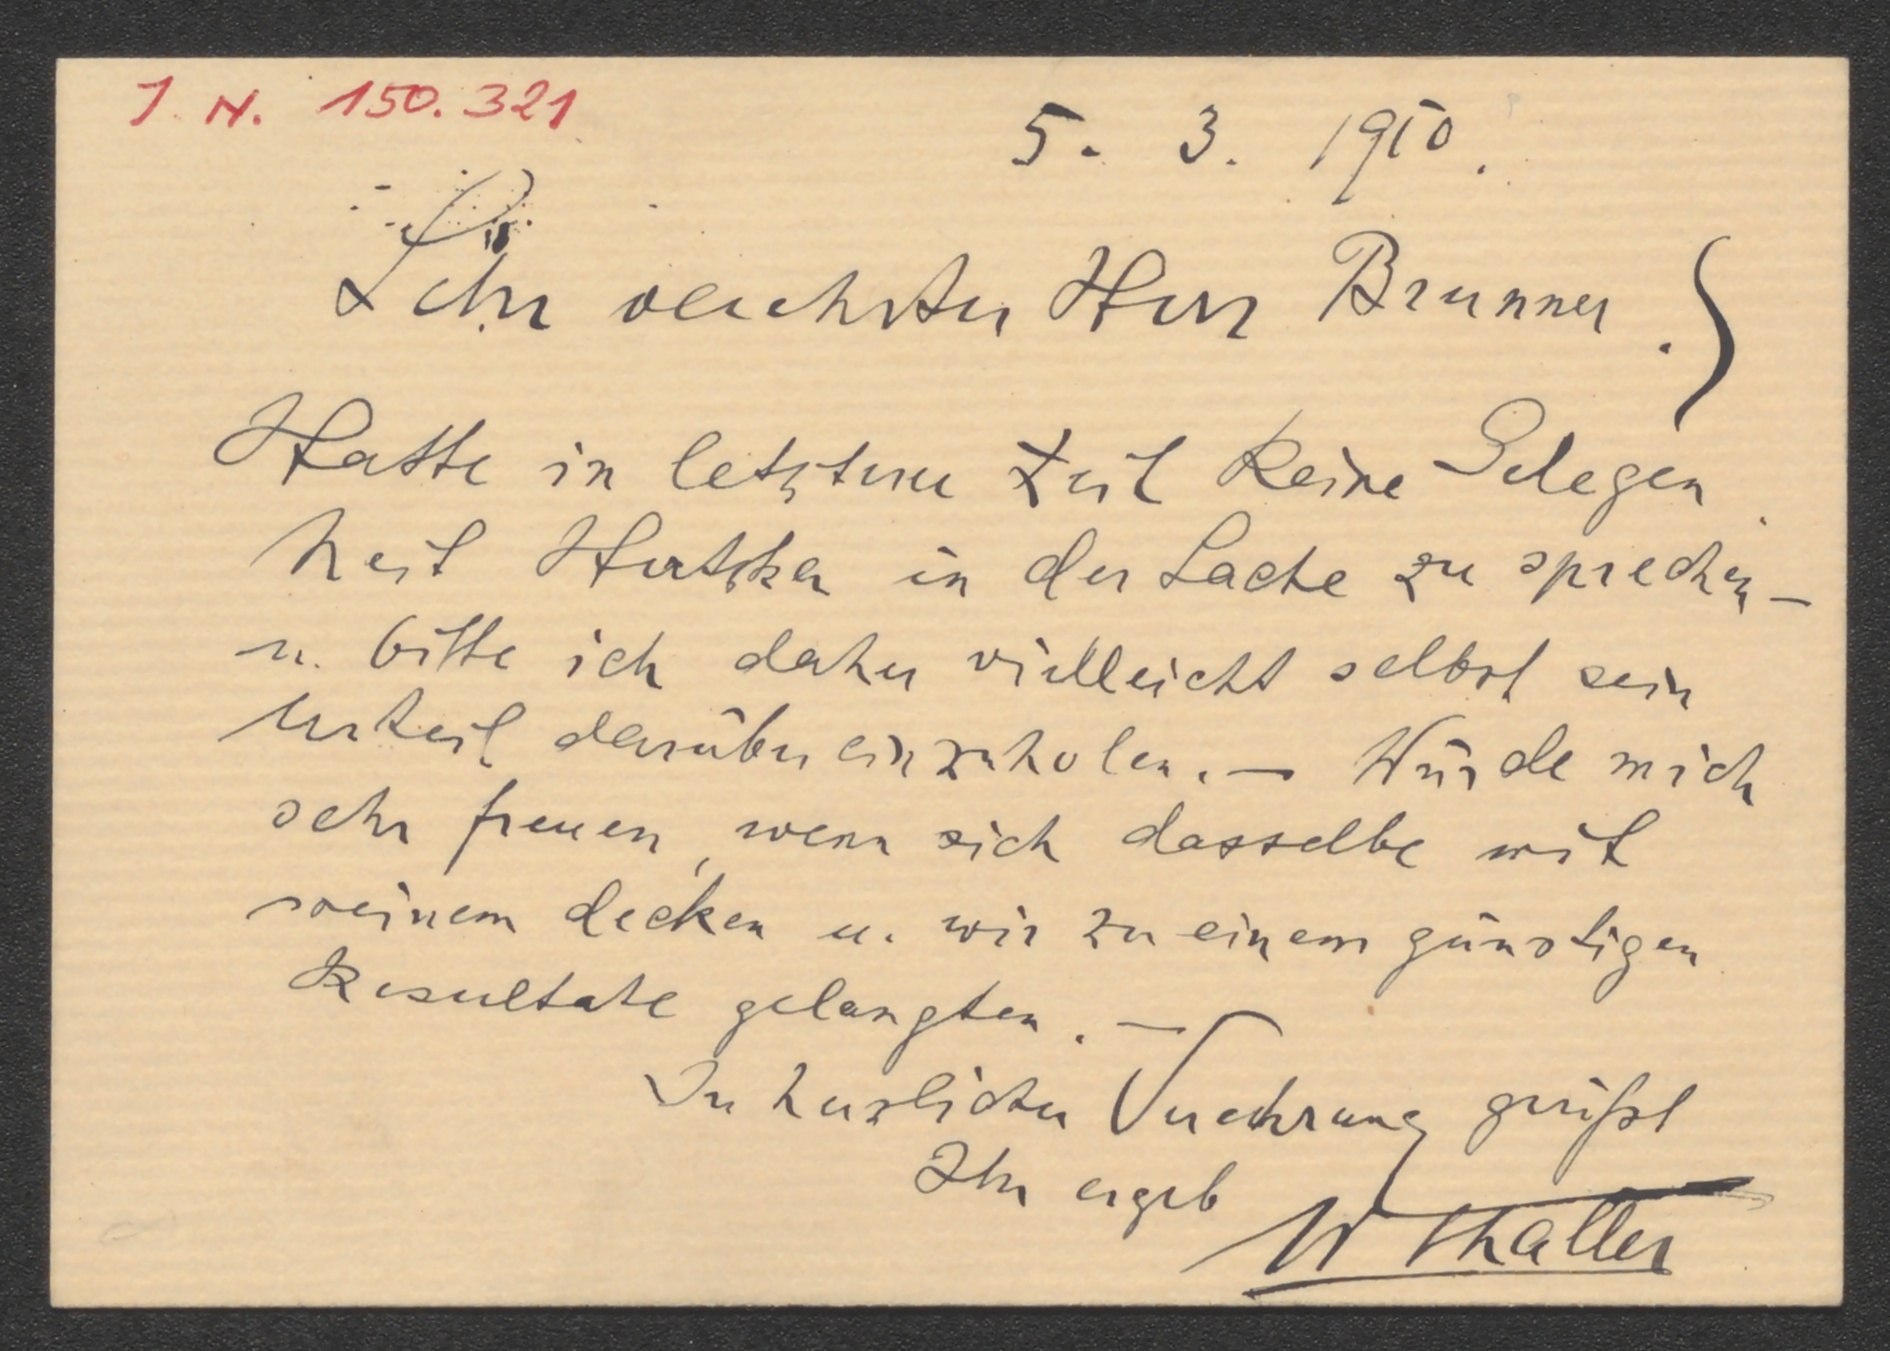 J. N. 150.321
5. 3. 1910.
Sehr verehrter Herr Brunner.
Hatte in letzterer Zeit keine Gelegen
heit Hertzka in der Sache zu sprechen –
u. bitte ich daher vielleicht selbst sein
Urteil darüber einzuholen. – Würde mich
sehr freuen, wenn sich dasselbe mit
meinem decken u. wir zu einem günstigen
Resultate gelangten. –
In herzlicher Verehrung grüßt
Ihr ergeb
W Thaller